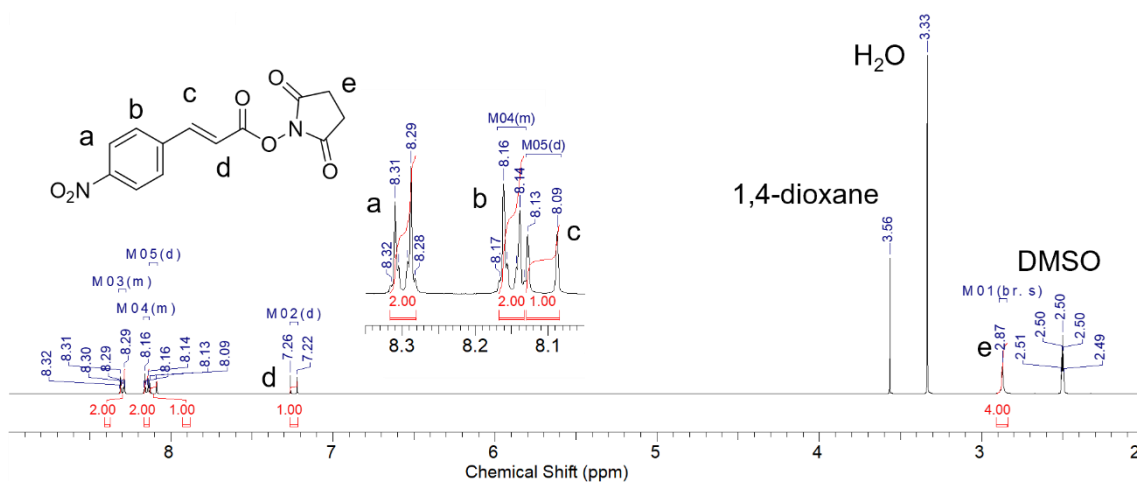 O₂N
a
b
c
d
O
O
N
O
O
e
M05(d)
M03(m)
M04(m)
8.32
8.31
8.30
8.29
8.29
8.16
8.16
8.14
8.13
8.09
2.00
2.00
1.00
M02(d)
7.26
7.22
d
1.00
M04(m)
M05(d)
a
8.32
8.31
8.29
8.28
b
8.17
8.16
8.14
8.13
8.09
c
2.00
2.00
1.00
8.3
8.2
8.1
1,4-dioxane
3.56
H₂O
3.33
DMSO
M01(br. s)
e
2.87
2.51
2.50
2.50
2.50
2.49
4.00
8
7
6
5
4
3
2
Chemical Shift (ppm)